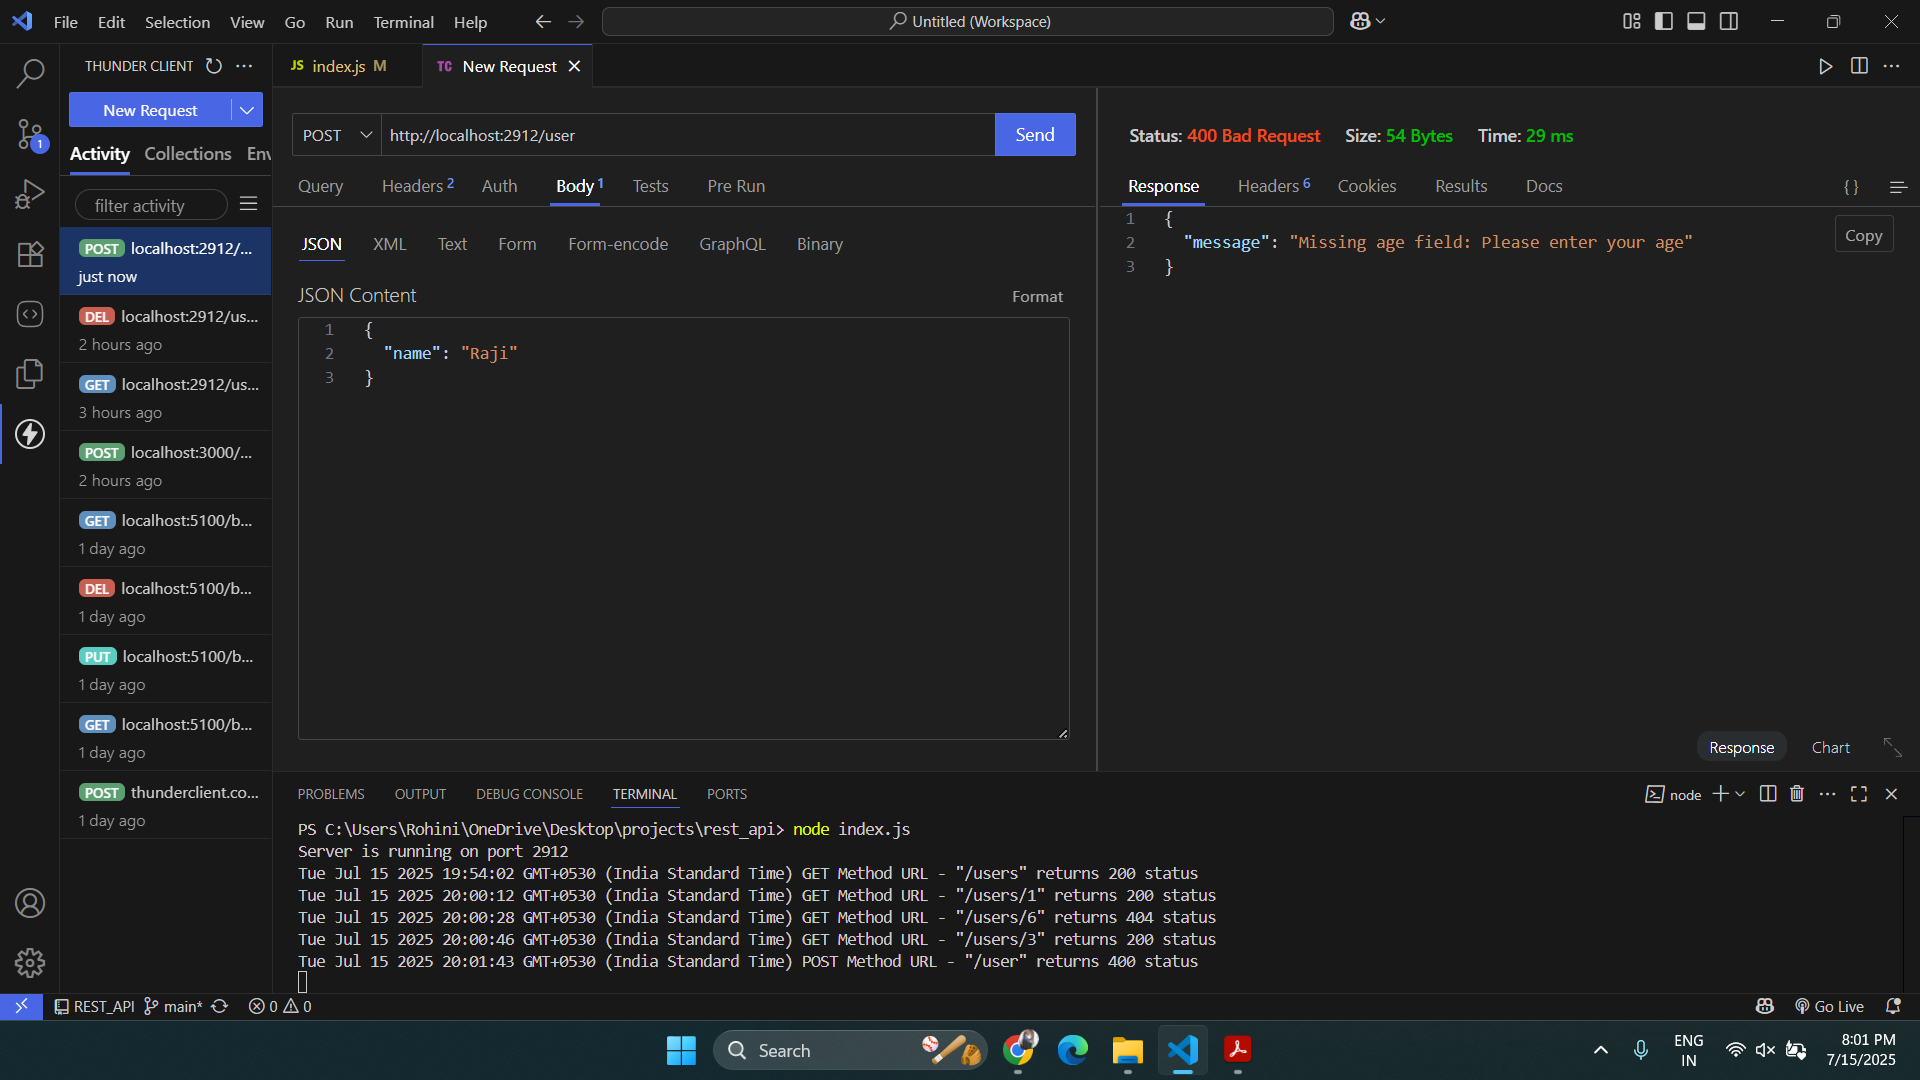 File Edit Selection View Go Run Terminal Help
Untitled (Workspace)
THUNDER CLIENT
New Request
Activity Collections Env
filter activity
POST localhost:2912/...
just now
DEL localhost:2912/us...
2 hours ago
GET localhost:2912/us...
3 hours ago
POST localhost:3000/...
2 hours ago
GET localhost:5100/b...
1 day ago
DEL localhost:5100/b...
1 day ago
PUT localhost:5100/b...
1 day ago
GET localhost:5100/b...
1 day ago
POST thunderclient.co...
1 day ago
JS index.js M
TC New Request
POST http://localhost:2912/user Send
Query Headers 2 Auth Body 1 Tests Pre Run
JSON XML Text Form Form-encode GraphQL Binary
JSON Content Format
1 {
2 "name": "Raji"
3 }
Status: 400 Bad Request Size: 54 Bytes Time: 29 ms
Response Headers 6 Cookies Results Docs {}
1 {
2 "message": "Missing age field: Please enter your age"
3 }
Copy
Response Chart
PROBLEMS OUTPUT DEBUG CONSOLE TERMINAL PORTS
node
PS C:\Users\Rohini\OneDrive\Desktop\projects\rest_api> node index.js
Server is running on port 2912
Tue Jul 15 2025 19:54:02 GMT+0530 (India Standard Time) GET Method URL - "/users" returns 200 status
Tue Jul 15 2025 20:00:12 GMT+0530 (India Standard Time) GET Method URL - "/users/1" returns 200 status
Tue Jul 15 2025 20:00:28 GMT+0530 (India Standard Time) GET Method URL - "/users/6" returns 404 status
Tue Jul 15 2025 20:00:46 GMT+0530 (India Standard Time) GET Method URL - "/users/3" returns 200 status
Tue Jul 15 2025 20:01:43 GMT+0530 (India Standard Time) POST Method URL - "/user" returns 400 status
1
REST_API main* 0 0
Go Live
Search
ENG
IN
8:01 PM
7/15/2025